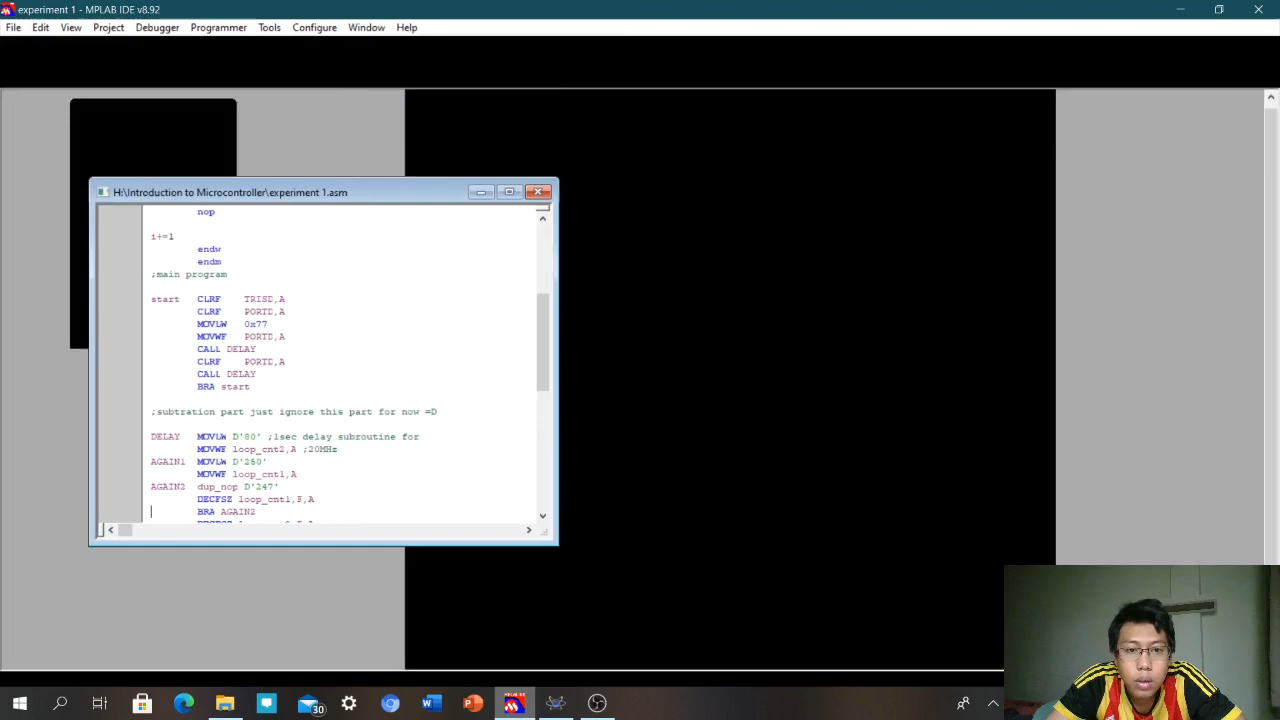 experiment 1 - MPLAB IDE v8.92
File Edit View Project Debugger Programmer Tools Configure Window Help
H:\Introduction to Microcontroller\experiment 1.asm
nop
i+=1
endw
endm
;main program
start CLRF TRISD,A
CLRF PORTD,A
MOVLW 0x77
MOVWF PORTD,A
CALL DELAY
CLRF PORTD,A
CALL DELAY
BRA start
;subtration part just ignore this part for now =D
DELAY MOVLW D'80' ;1sec delay subroutine for
MOVWF loop_cnt2,A ;20MHz
AGAIN1 MOVLW D'250'
MOVWF loop_cnt1,A
AGAIN2 dup_nop D'247'
DECFSZ loop_cnt1,F,A
BRA AGAIN2
30